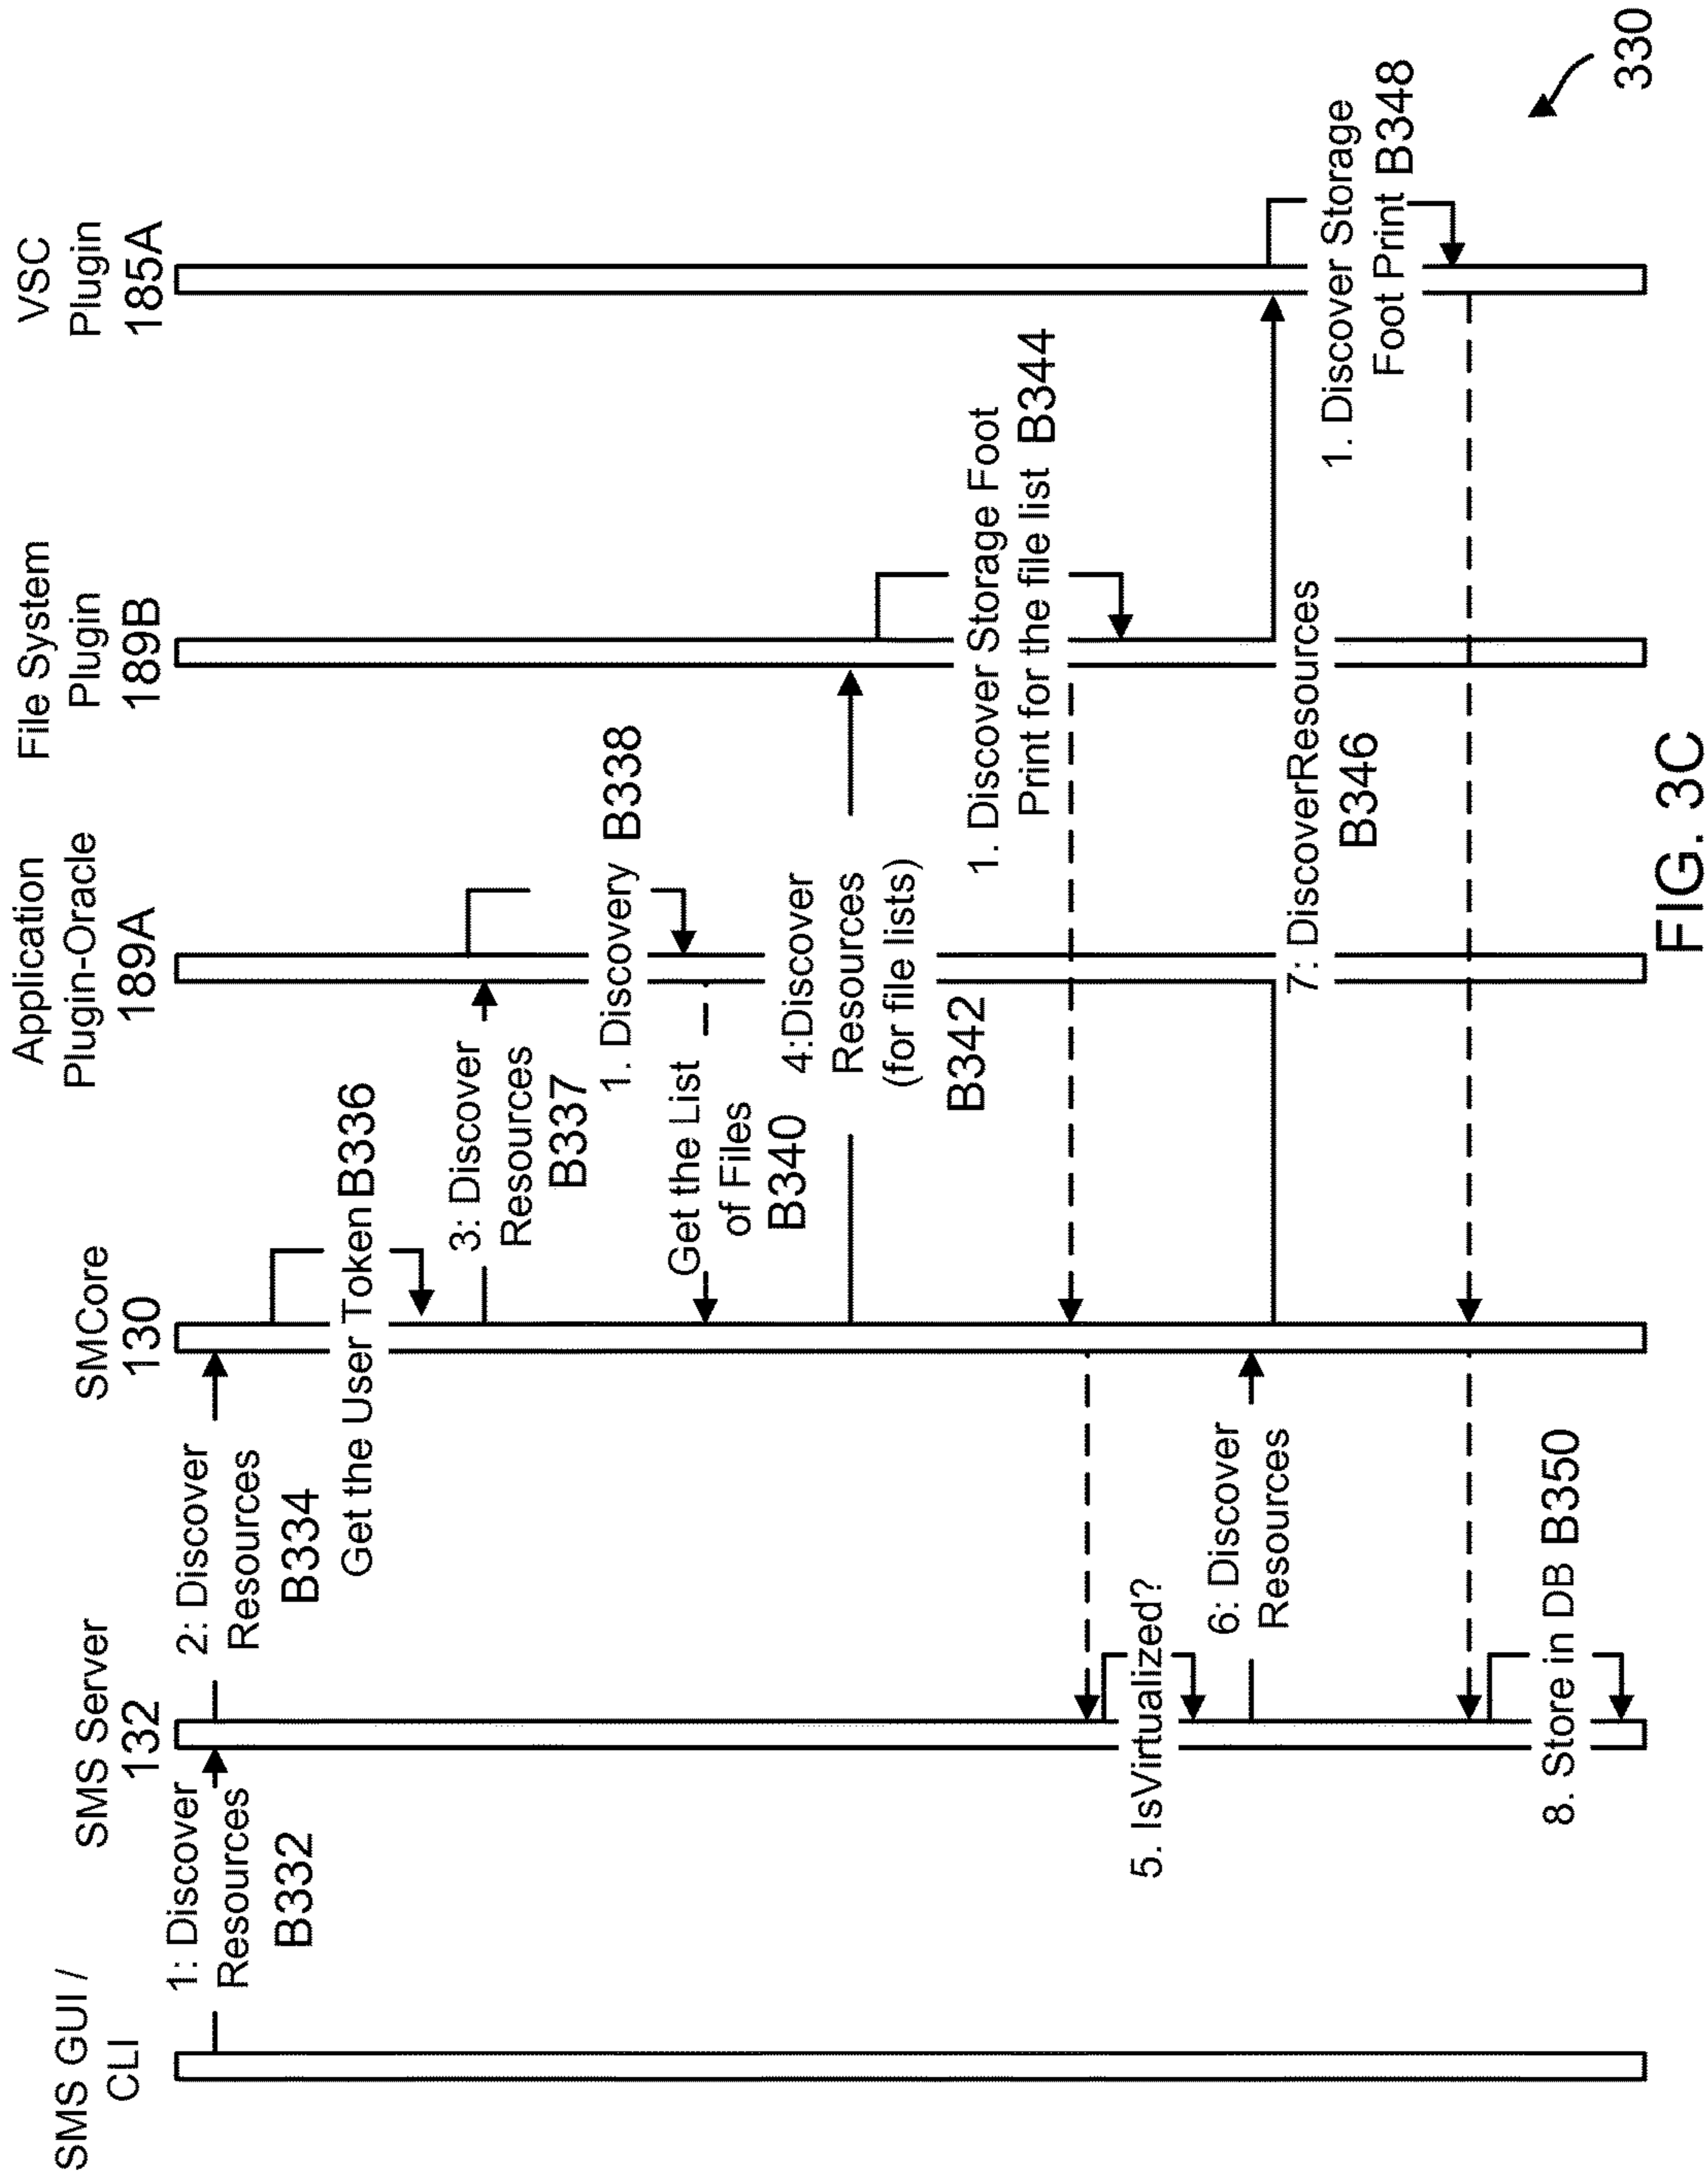 SMS GUI /
CLI
SMS Server
132
SMCore
130
Application
Plugin-Oracle
189A
File System
Plugin
189B
VSC
Plugin
185A
1: Discover
Resources
B332
2: Discover
Resources
B334
Get the User Token B336
3: Discover
Resources
B337
1. Discovery B338
Get the List
of Files
B340
4:Discover
Resources
(for file lists)
B342
1. Discover Storage Foot
Print for the file list B344
5. IsVirtualized?
6: Discover
Resources
7: DiscoverResources
B346
1. Discover Storage
Foot Print B348
8. Store in DB B350
330
FIG. 3C